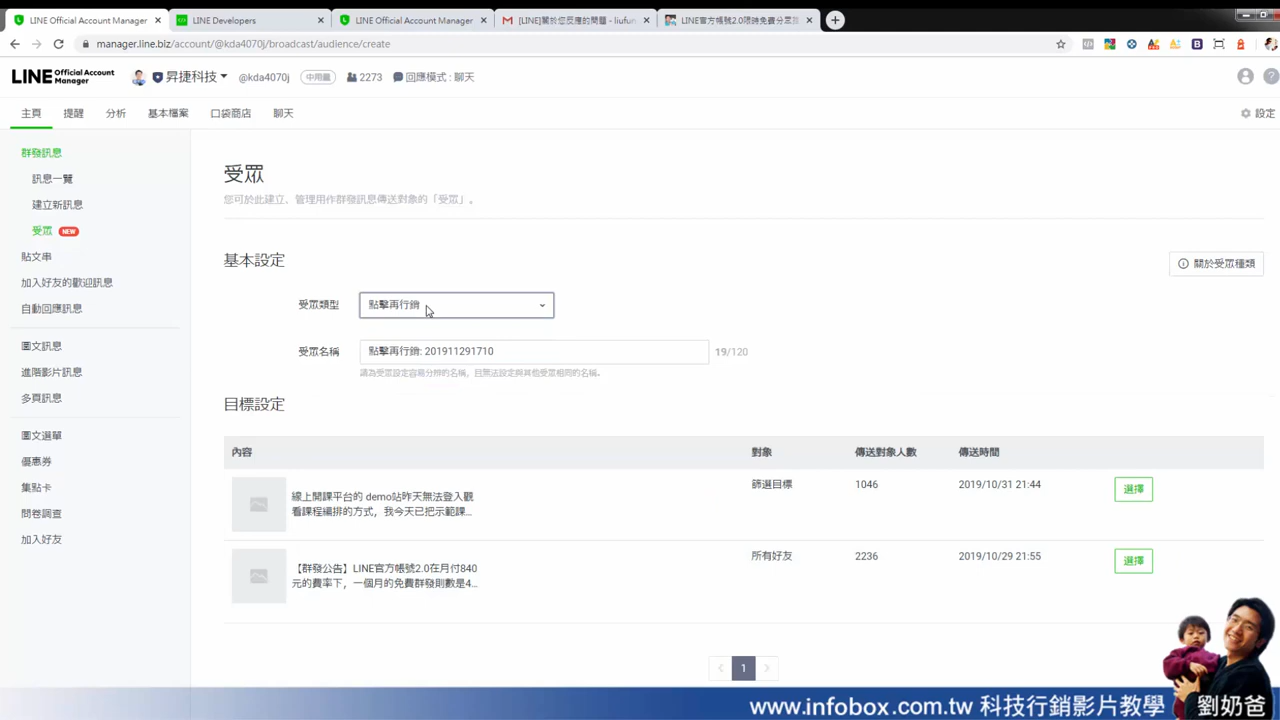 LINE Official Account Manager
LINE Developers
LINE Official Account Manager
[LINE]關於您反應的問題 - liufun
LINE官方帳號2.0限時免費分眾訊
manager.line.biz/account/@kda4070j/broadcast/audience/create
LINE Official Account Manager
昇捷科技
@kda4070j
中用量
2273
回應模式 : 聊天
主頁
提醒
分析
基本檔案
口袋商店
聊天
設定
群發訊息
訊息一覽
建立新訊息
受眾 NEW
貼文串
加入好友的歡迎訊息
自動回應訊息
圖文訊息
進階影片訊息
多頁訊息
圖文選單
優惠券
集點卡
問卷調查
加入好友
受眾
您可於此建立、管理用作群發訊息傳送對象的「受眾」。
基本設定
關於受眾種類
受眾類型
點擊再行銷
受眾名稱
點擊再行銷: 201911291710
19/120
請為受眾設定容易分辨的名稱，且無法設定與其他受眾相同的名稱。
目標設定
內容
對象
傳送對象人數
傳送時間
線上開課平台的 demo站昨天無法登入觀
看課程編排的方式，我今天已把示範課...
篩選目標
1046
2019/10/31 21:44
選擇
【群發公告】LINE官方帳號2.0在月付840
元的費率下，一個月的免費群發則數是4...
所有好友
2236
2019/10/29 21:55
選擇
1
www.infobox.com.tw 科技行銷影片教學
劉奶爸